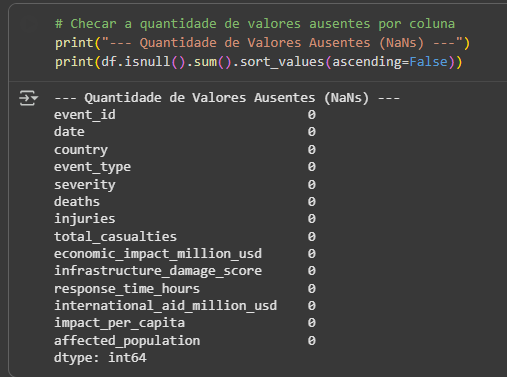 # Checar a quantidade de valores ausentes por coluna
print("--- Quantidade de Valores Ausentes (NaNs) ---")
print(df.isnull().sum().sort_values(ascending=False))
--- Quantidade de Valores Ausentes (NaNs) ---
event_id 0
date 0
country 0
event_type 0
severity 0
deaths 0
injuries 0
total_casualties 0
economic_impact_million_usd 0
infrastructure_damage_score 0
response_time_hours 0
international_aid_million_usd 0
impact_per_capita 0
affected_population 0
dtype: int64